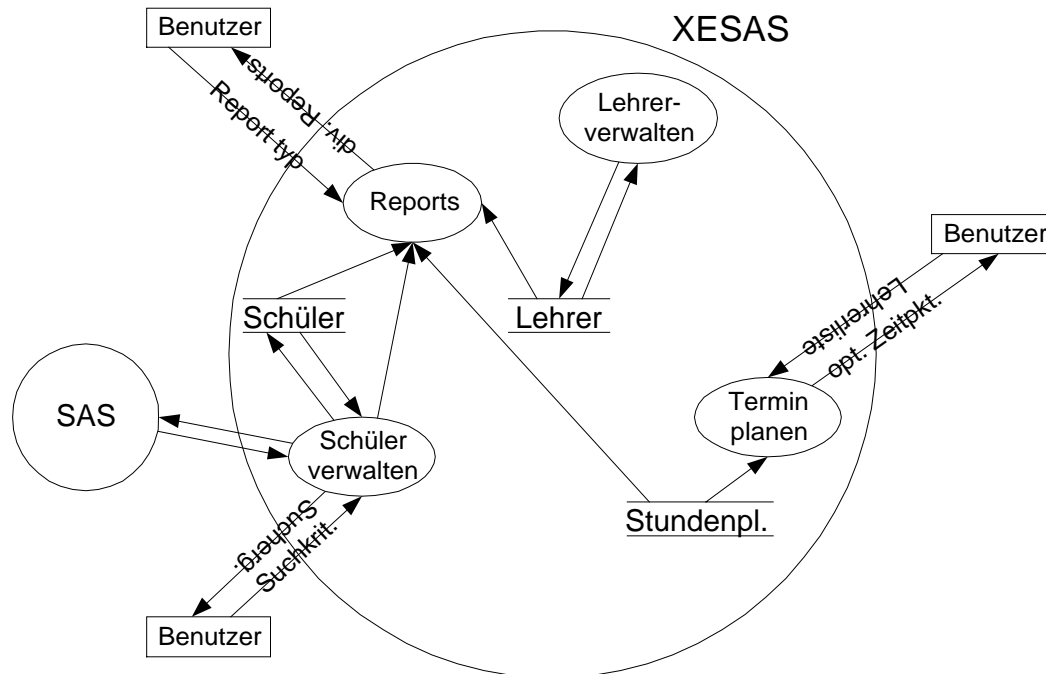 Benutzer
XESAS
div. Reports
Report typ
Lehrer-
verwalten
Reports
Benutzer
Lehrerliste
opt. Zeitpkt.
Schüler
Lehrer
SAS
Termin
planen
Schüler
verwalten
Stundenpl.
Sucherg.
Suchkrit.
Benutzer